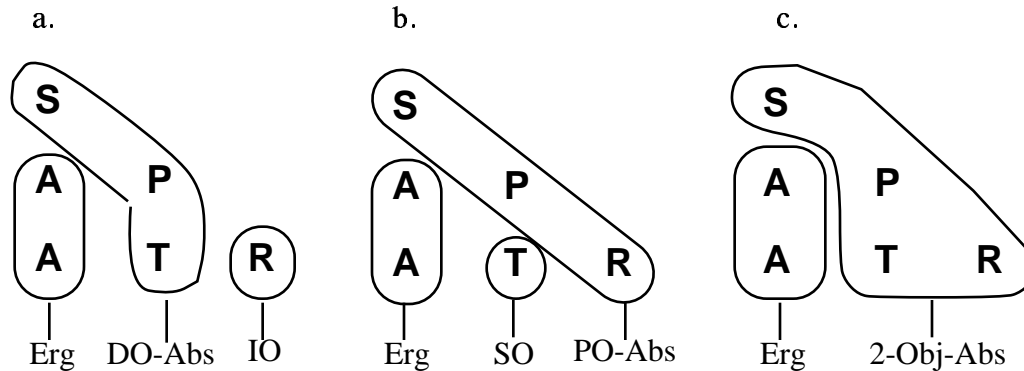 a. b. c.
S S S
A P A P A P
A T R A T R A T R
Erg DO-Abs IO Erg SO PO-Abs Erg 2-Obj-Abs